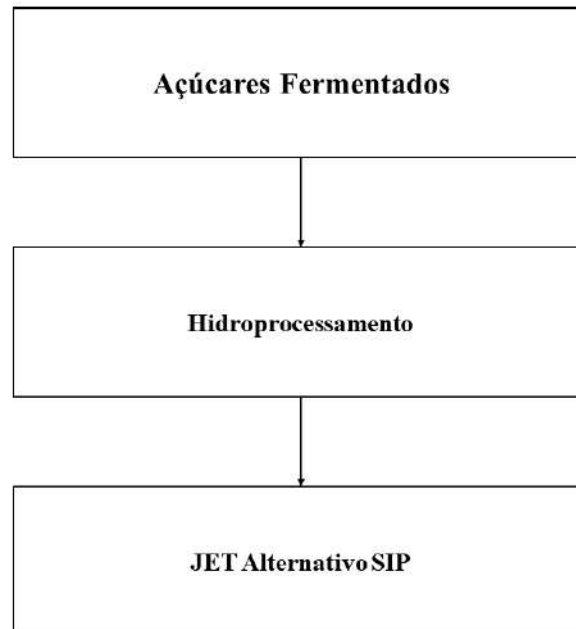 Açúcares Fermentados
Hidroprocessamento
JET Alternativo SIP